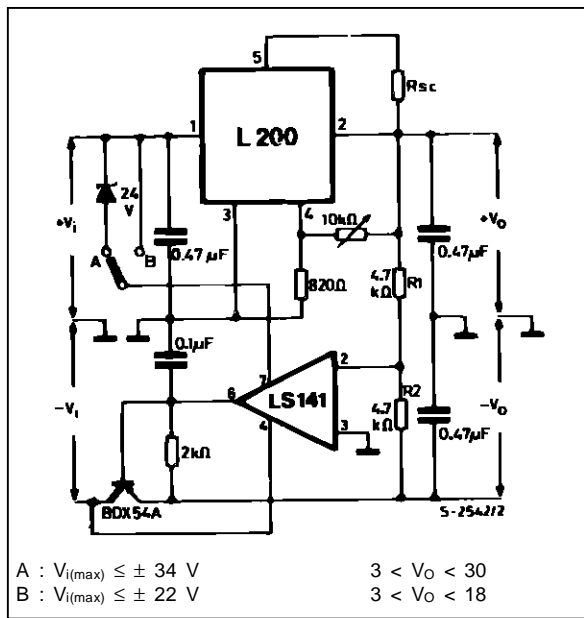 5
Rsc
1
L200
2
3
4
24
V
10kΩ
+Vi
A
B
0.47µF
820Ω
4.7
kΩ
R1
0.47µF
+Vo
0.1µF
7
2
6
LS141
4
3
R2
4.7
kΩ
-Vi
2kΩ
0.47µF
-Vo
BDX54A
S-2542/2
A : Vi(max) ≤ ± 34 V 3 < VO < 30
B : Vi(max) ≤ ± 22 V 3 < VO < 18